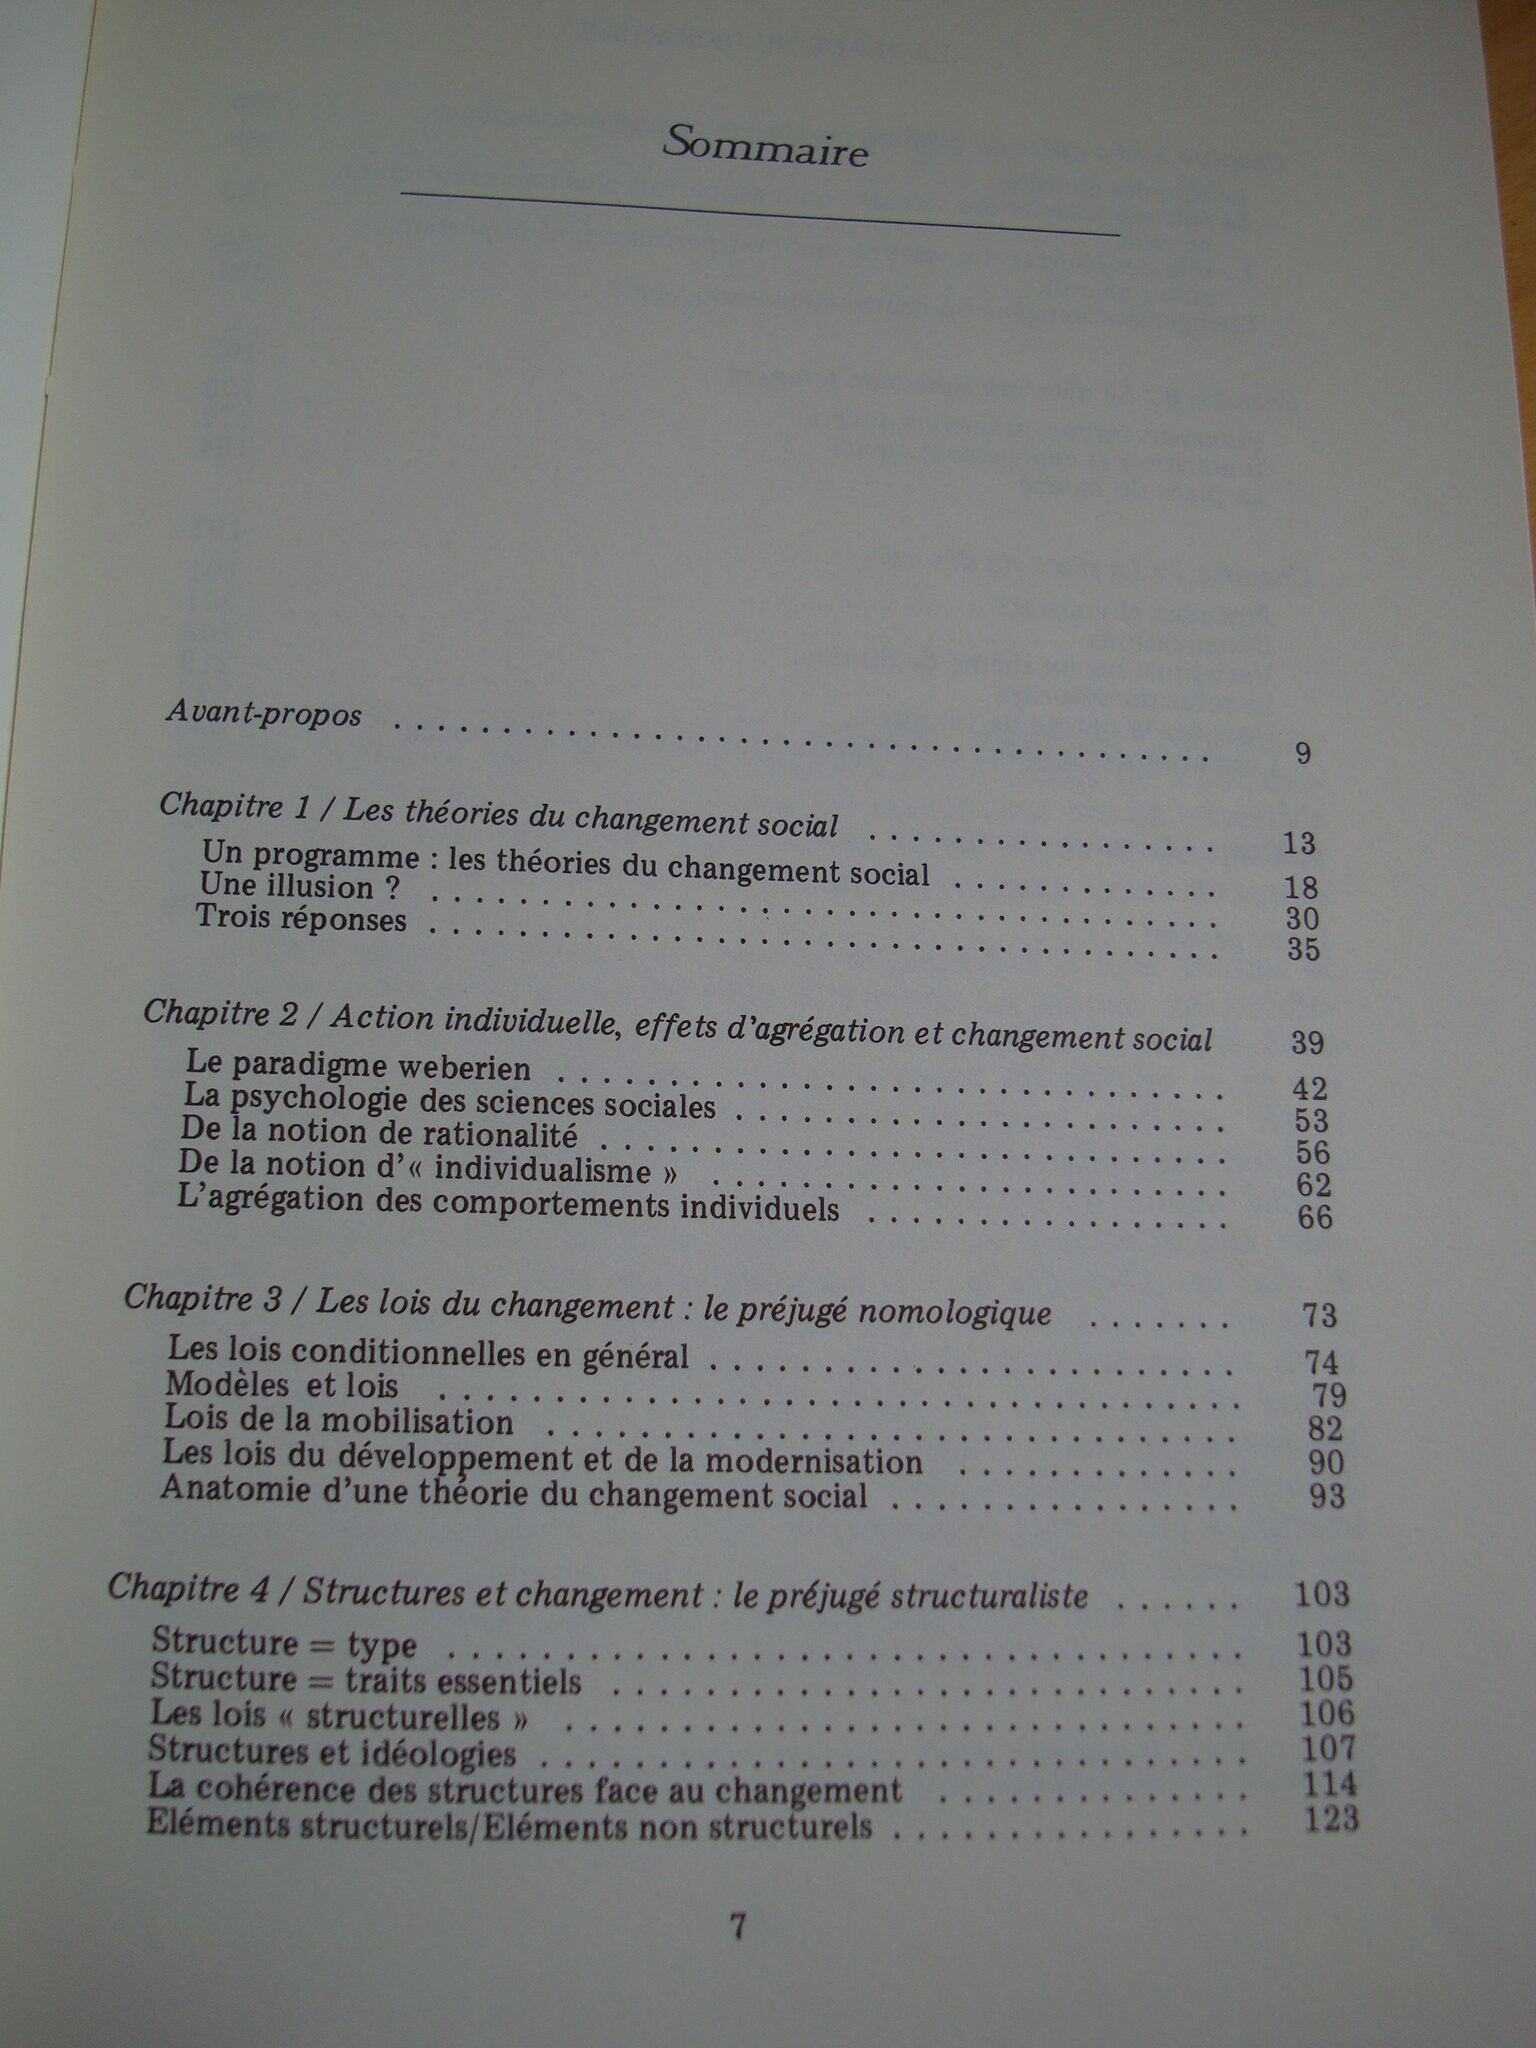 Sommaire
Avant-propos . . . . . . . . . . . . . . . . . . . . . . . . . . . . . . . . . . . . . . 9
Chapitre 1 / Les théories du changement social . . . . . . . . . . . . . . . . 13
Un programme : les théories du changement social . . . . . . . . . . . . 18
Une illusion ? . . . . . . . . . . . . . . . . . . . . . . . . . . . . . . . . . . 30
Trois réponses . . . . . . . . . . . . . . . . . . . . . . . . . . . . . . . . . . 35
Chapitre 2 / Action individuelle, effets d'agrégation et changement social 39
Le paradigme weberien . . . . . . . . . . . . . . . . . . . . . . . . . . . . 42
La psychologie des sciences sociales . . . . . . . . . . . . . . . . . . . . . 53
De la notion de rationalité . . . . . . . . . . . . . . . . . . . . . . . . . . . 56
De la notion d'« individualisme » . . . . . . . . . . . . . . . . . . . . . . 62
L'agrégation des comportements individuels . . . . . . . . . . . . . . . . 66
Chapitre 3 / Les lois du changement : le préjugé nomologique . . . . . . . 73
Les lois conditionnelles en général . . . . . . . . . . . . . . . . . . . . . . 74
Modèles et lois . . . . . . . . . . . . . . . . . . . . . . . . . . . . . . . . . 79
Lois de la mobilisation . . . . . . . . . . . . . . . . . . . . . . . . . . . . . 82
Les lois du développement et de la modernisation . . . . . . . . . . . . 90
Anatomie d'une théorie du changement social . . . . . . . . . . . . . . . 93
Chapitre 4 / Structures et changement : le préjugé structuraliste . . . . . . 103
Structure = type . . . . . . . . . . . . . . . . . . . . . . . . . . . . . . . . 103
Structure = traits essentiels . . . . . . . . . . . . . . . . . . . . . . . . . . 105
Les lois « structurelles » . . . . . . . . . . . . . . . . . . . . . . . . . . . . 106
Structures et idéologies . . . . . . . . . . . . . . . . . . . . . . . . . . . . . 107
La cohérence des structures face au changement . . . . . . . . . . . . . 114
Eléments structurels/Eléments non structurels . . . . . . . . . . . . . . . 123
7